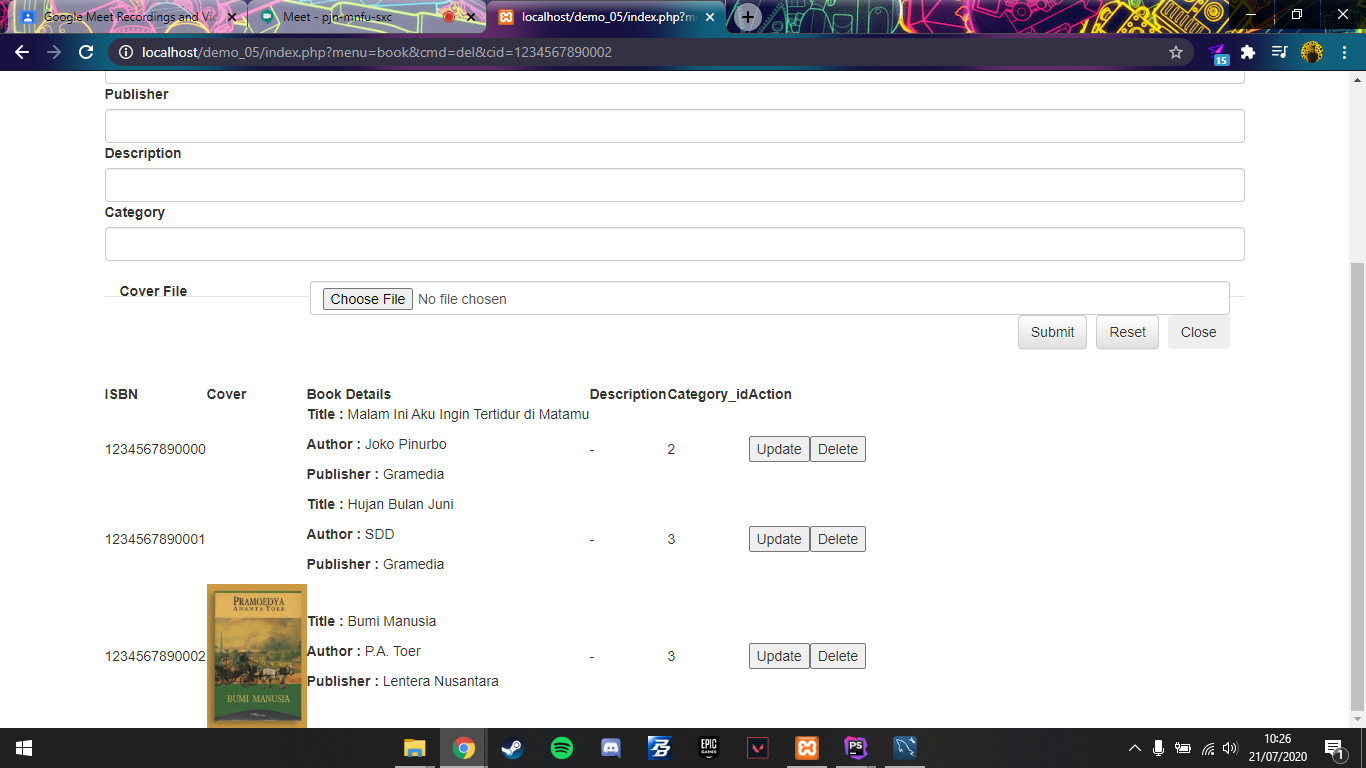 Google Meet Recordings and Vid
Meet - pjn-mnfu-sxc
localhost/demo_05/index.php?m
localhost/demo_05/index.php?menu=book&cmd=del&cid=1234567890002
15
Publisher
Description
Category
Cover File
Choose File No file chosen
Submit Reset Close
ISBN Cover Book Details Description Category_id Action
Title : Malam Ini Aku Ingin Tertidur di Matamu
Author : Joko Pinurbo
1234567890000 - 2 Update Delete
Publisher : Gramedia
Title : Hujan Bulan Juni
Author : SDD
1234567890001 - 3 Update Delete
Publisher : Gramedia
PRAMOEDYA
ANANTA TOER
Title : Bumi Manusia
Author : P.A. Toer
1234567890002 - 3 Update Delete
Publisher : Lentera Nusantara
BUMI MANUSIA
EPIC
GAMES
PS
10:26
21/07/2020
1